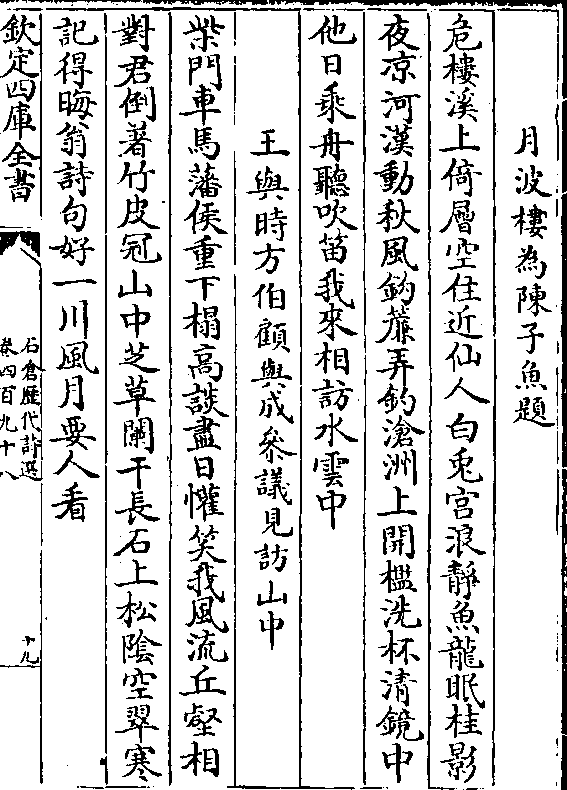 月波樓為陳子魚題
危樓溪上倚層空住近仙人白兎宮浪靜魚龍眠桂影
夜凉河漢動秋風鈎簾弄釣滄洲上開檻洗杯清鏡中
他日乘舟聽吹笛我來相訪水雲中
王與時方伯顧與成叅議見訪山中
柴門車馬藩侯重下榻高談盡日懽笑我風流丘壑相
對君倒著竹皮冠山中芝草闌干長石上松陰空翠寒
記得晦翁詩句好一川風月要人看
欽定四庫全書
石倉歴代詩選
卷四百九十八
十九